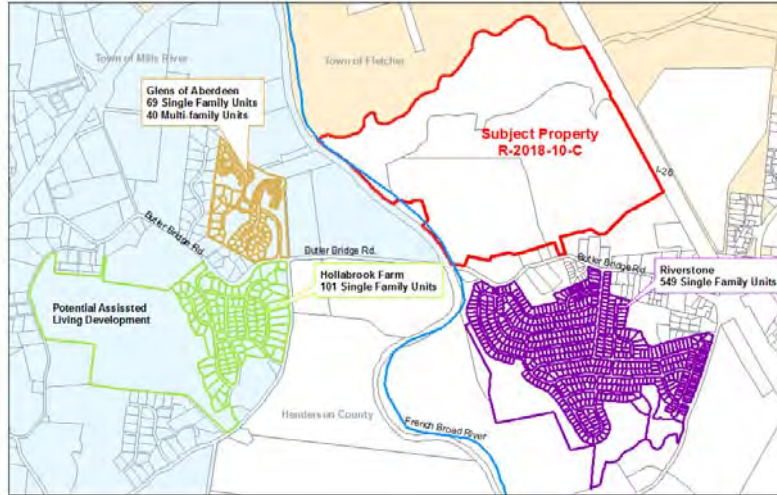 Town of Mills River
Town of Fletcher
Glens of Aberdeen
69 Single Family Units
40 Multi-family Units
Subject Property
R-2018-10-C
I-26
Butler Bridge Rd.
Butler Bridge Rd.
Butler Bridge Rd.
Hollabrook Farm
101 Single Family Units
Riverstone
549 Single Family Units
Potential Assissted
Living Development
Henderson County
French Broad River